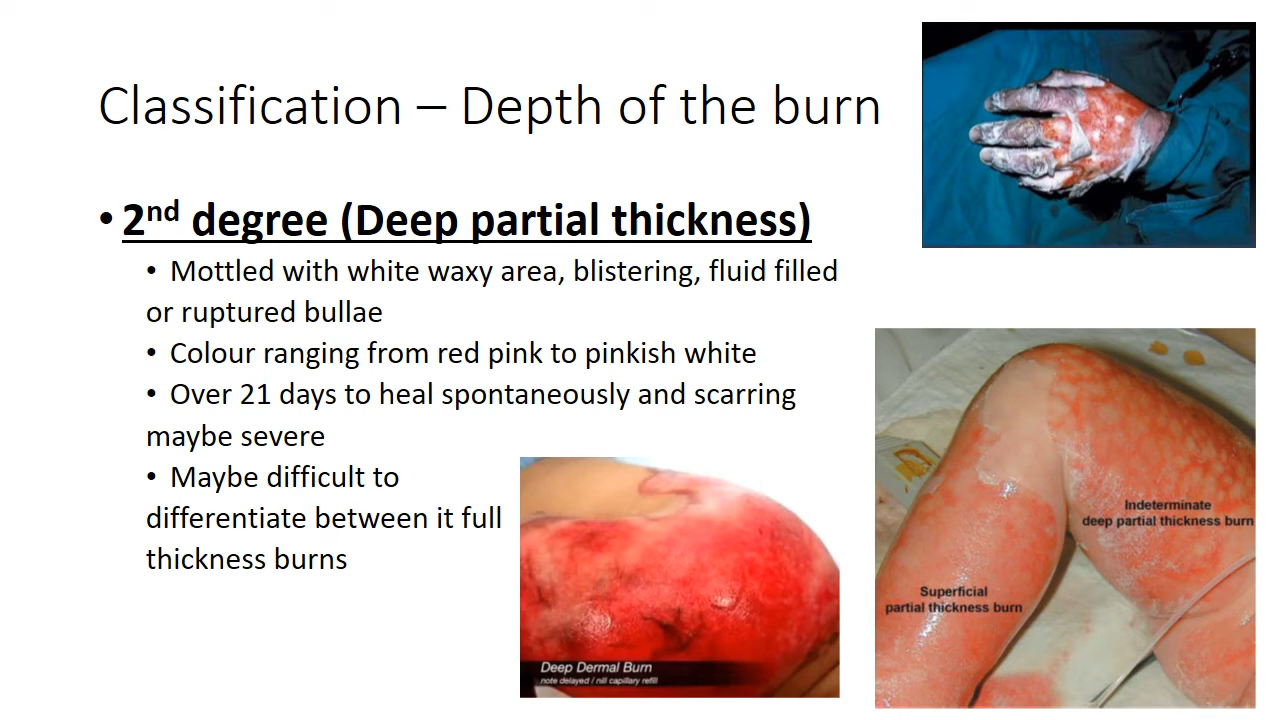 Classification – Depth of the burn
• 2nd degree (Deep partial thickness)
• Mottled with white waxy area, blistering, fluid filled
or ruptured bullae
• Colour ranging from red pink to pinkish white
• Over 21 days to heal spontaneously and scarring
maybe severe
• Maybe difficult to
differentiate between it full
thickness burns
Deep Dermal Burn
note delayed / nill capillary refill
Indeterminate
deep partial thickness burn
Superficial
partial thickness burn